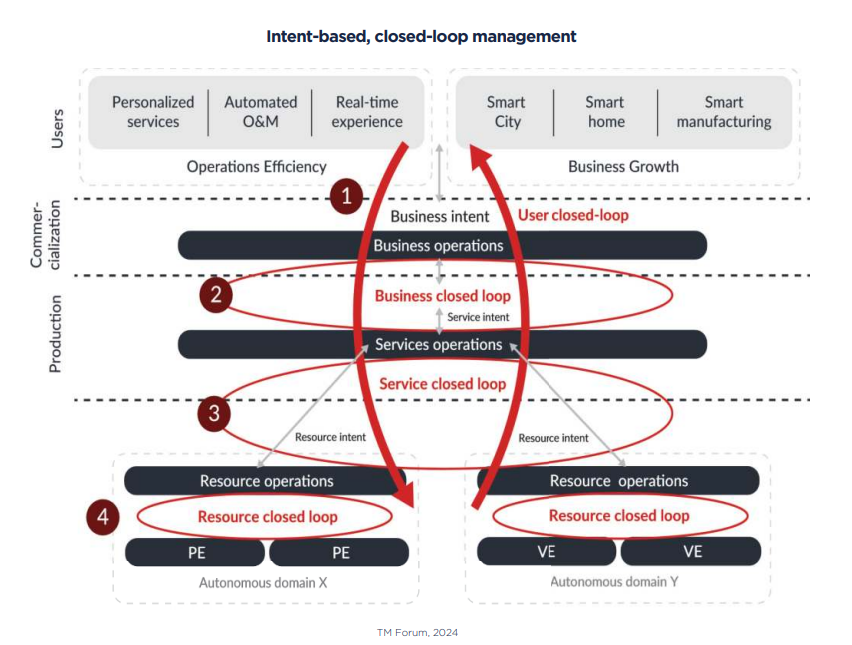 Intent-based, closed-loop management
Users
Personalized
services
Automated
O&M
Real-time
experience
Smart
City
Smart
home
Smart
manufacturing
Operations Efficiency
Business Growth
1
Commer-
cialization
Business intent
User closed-loop
Business operations
2
Business closed loop
Production
Service intent
Services operations
Service closed loop
3
Resource intent
Resource intent
Resource operations
Resource operations
4
Resource closed loop
Resource closed loop
PE
PE
VE
VE
Autonomous domain X
Autonomous domain Y
TM Forum, 2024